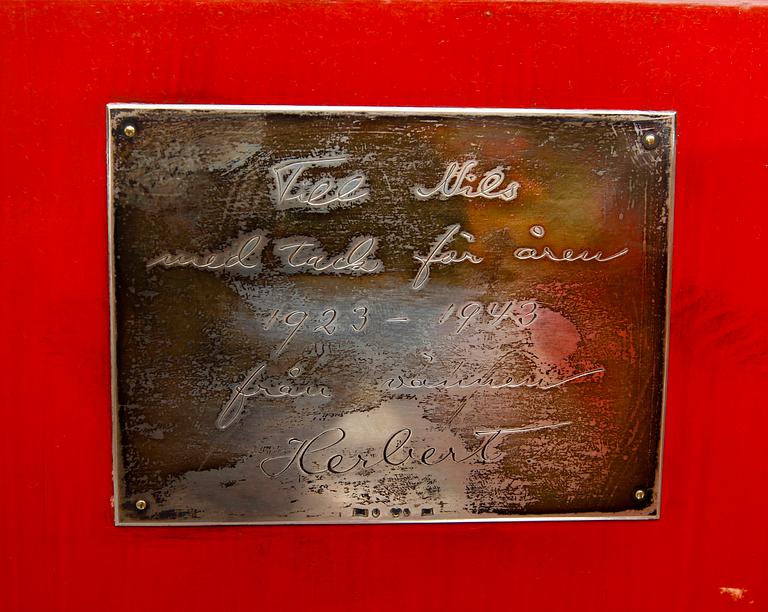 Till Nils
med tack för åren
1923 - 1943
från vännen
Herbert